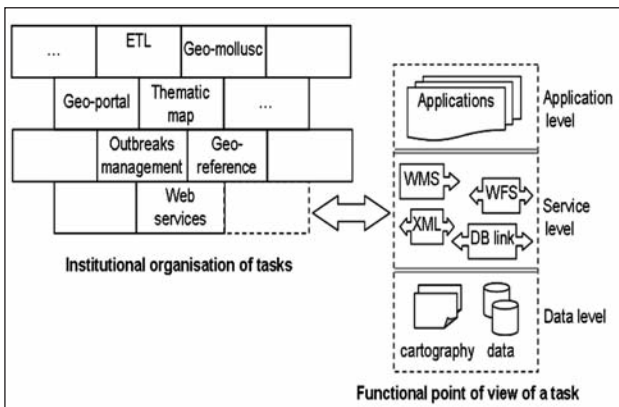 ...
ETL
Geo-mollusc
Geo-portal
Thematic
map
...
Outbreaks
management
Geo-
reference
Web
services
Institutional organisation of tasks
Applications
Application
level
WMS
WFS
XML
DB link
Service
level
cartography
data
Data level
Functional point of view of a task